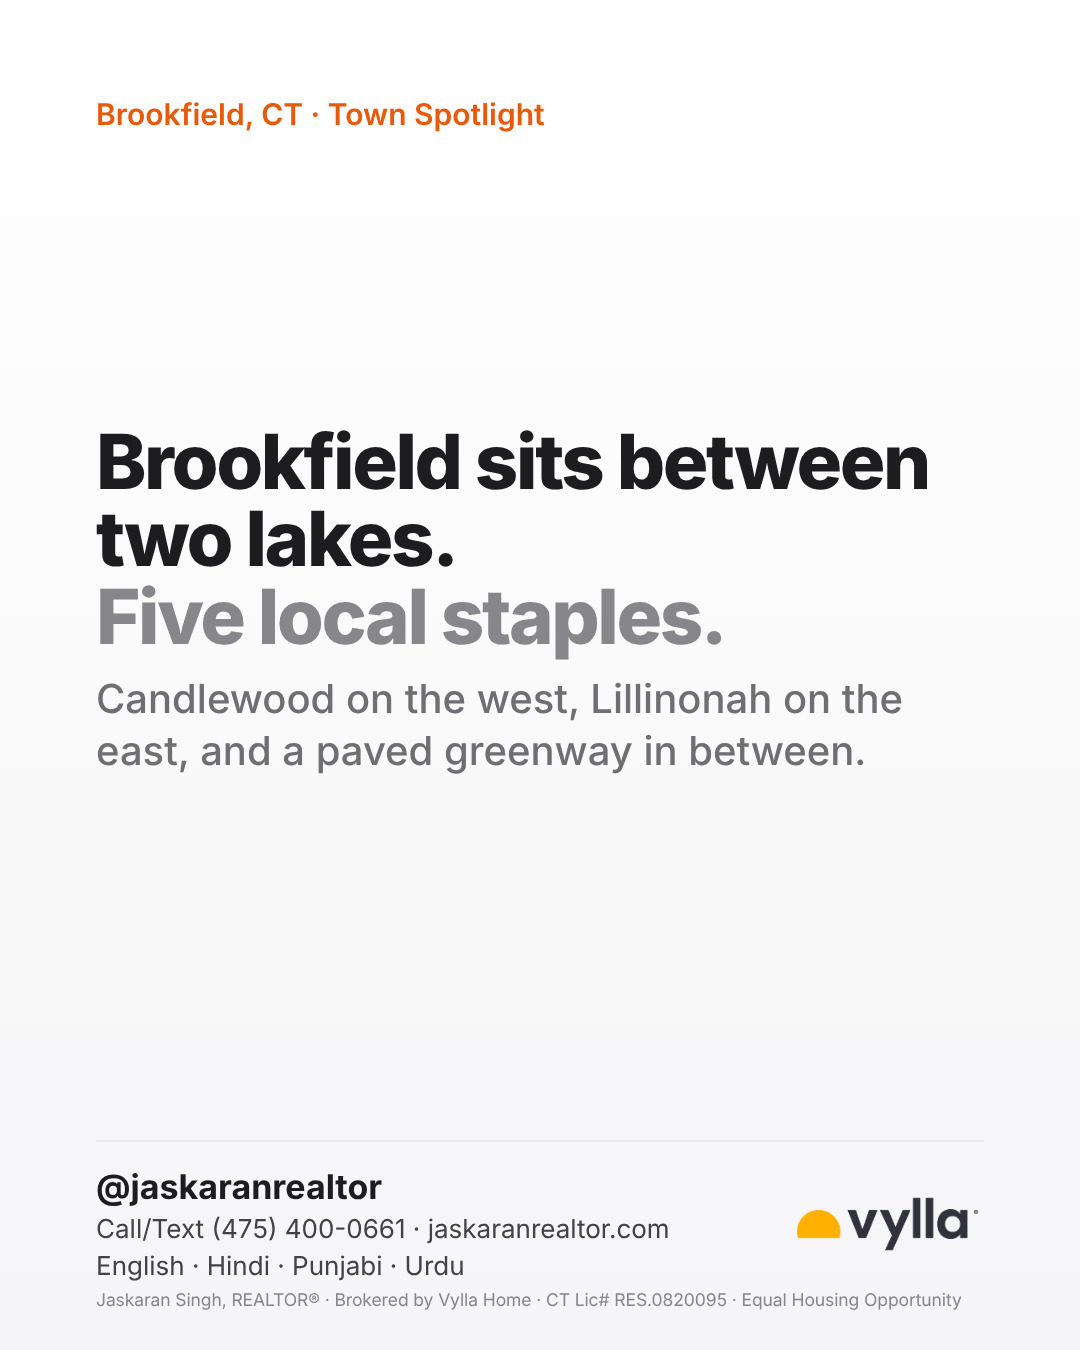 Brookfield, CT · Town Spotlight
Brookfield sits between
two lakes.
Five local staples.
Candlewood on the west, Lillinonah on the
east, and a paved greenway in between.
@jaskaranrealtor
Call/Text (475) 400-0661 · jaskaranrealtor.com
English · Hindi · Punjabi · Urdu
Jaskaran Singh, REALTOR® · Brokered by Vylla Home · CT Lic# RES.0820095 · Equal Housing Opportunity
vylla